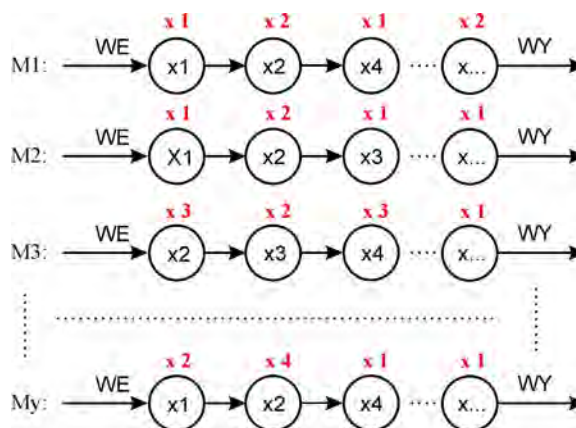 x 1 x 2 x 1 x 2
M1: WE x1 x2 x4 x... WY
x 1 x 2 x 1 x 1
M2: WE X1 x2 x3 x... WY
x 3 x 2 x 3 x 1
M3: WE x2 x3 x4 x... WY
x 2 x 4 x 1 x 1
My: WE x1 x2 x4 x... WY